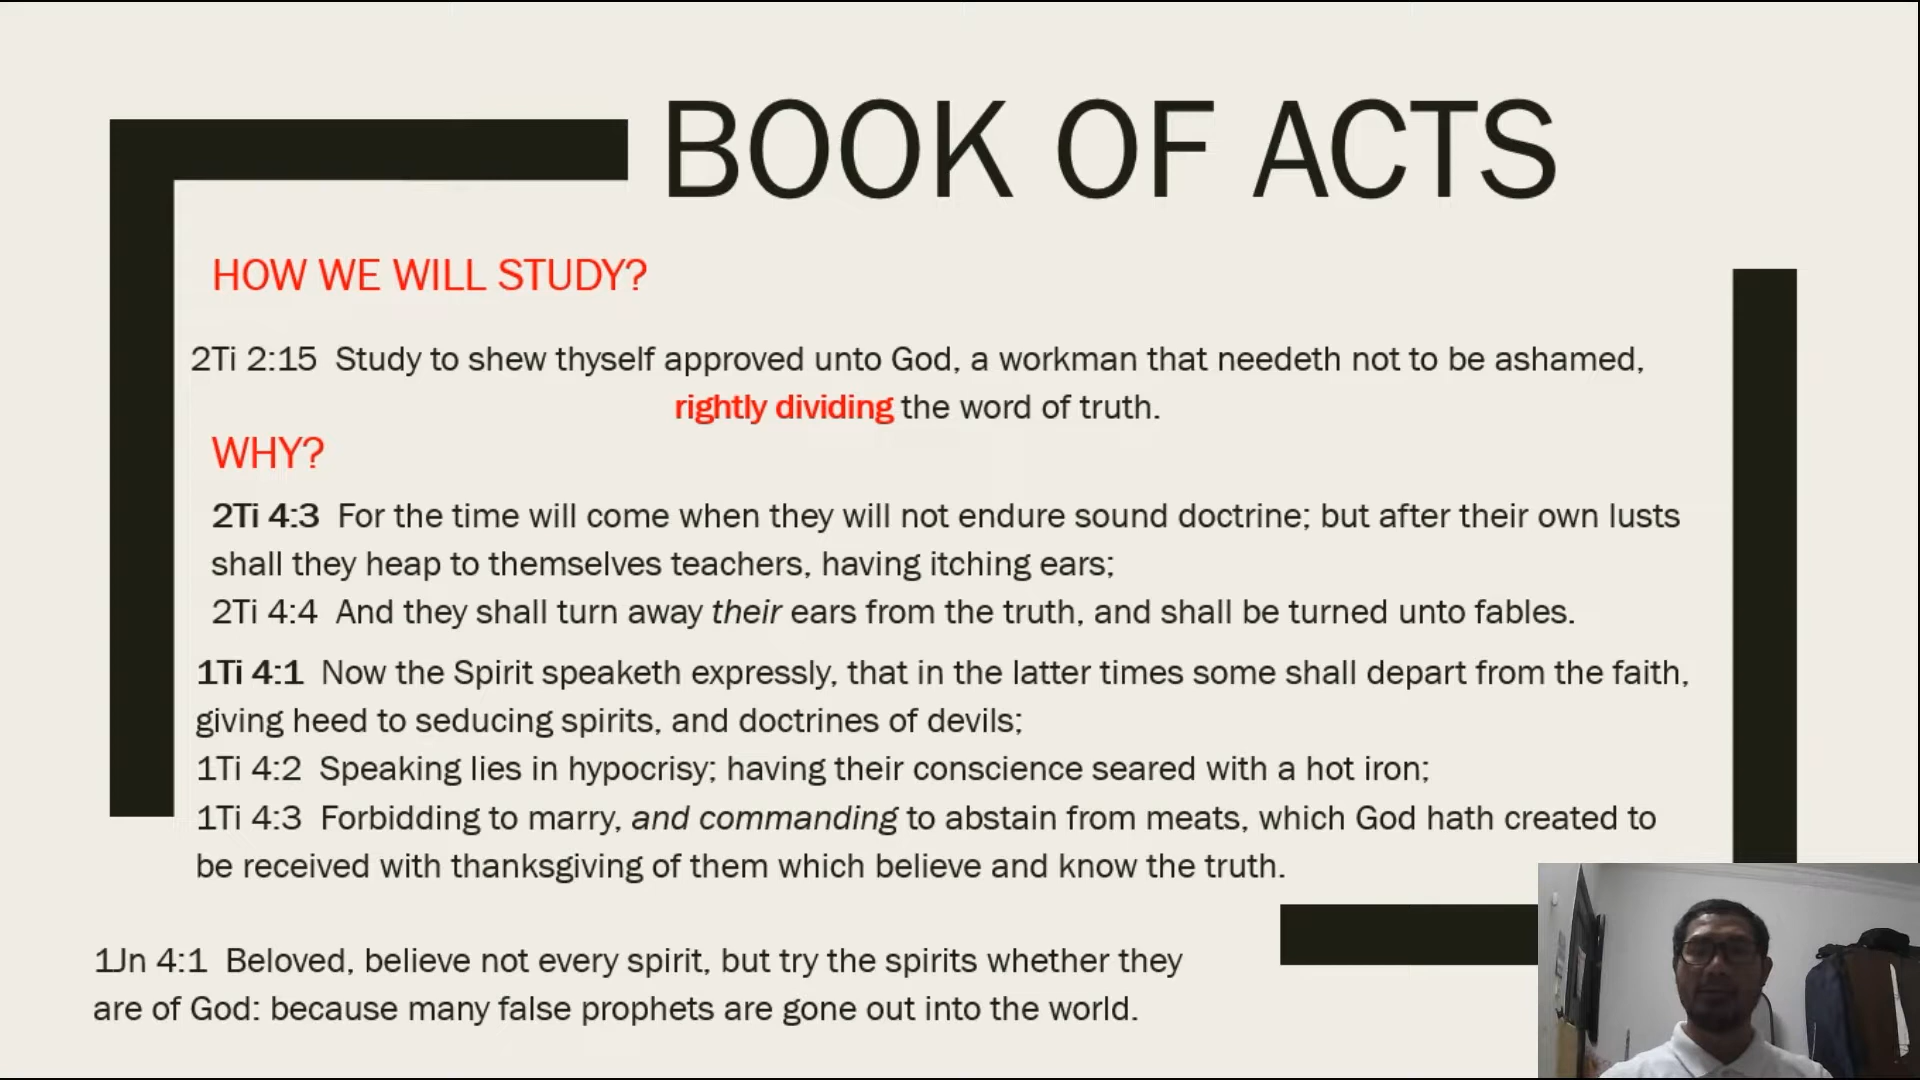 BOOK OF ACTS
HOW WE WILL STUDY?
2Ti 2:15 Study to shew thyself approved unto God, a workman that needeth not to be ashamed,
rightly dividing the word of truth.
WHY?
2Ti 4:3 For the time will come when they will not endure sound doctrine; but after their own lusts
shall they heap to themselves teachers, having itching ears;
2Ti 4:4 And they shall turn away their ears from the truth, and shall be turned unto fables.
1Ti 4:1 Now the Spirit speaketh expressly, that in the latter times some shall depart from the faith,
giving heed to seducing spirits, and doctrines of devils;
1Ti 4:2 Speaking lies in hypocrisy; having their conscience seared with a hot iron;
1Ti 4:3 Forbidding to marry, and commanding to abstain from meats, which God hath created to
be received with thanksgiving of them which believe and know the truth.
1Jn 4:1 Beloved, believe not every spirit, but try the spirits whether they
are of God: because many false prophets are gone out into the world.